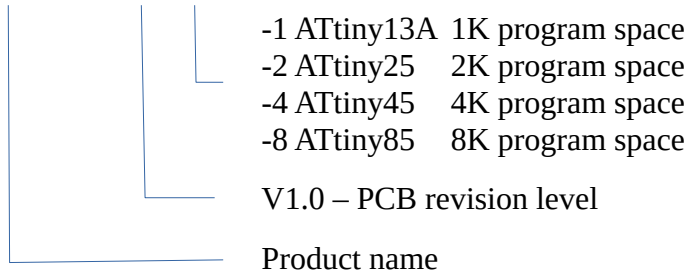 -1 ATtiny13A 1K program space
-2 ATtiny25 2K program space
-4 ATtiny45 4K program space
-8 ATtiny85 8K program space
V1.0 – PCB revision level
Product name